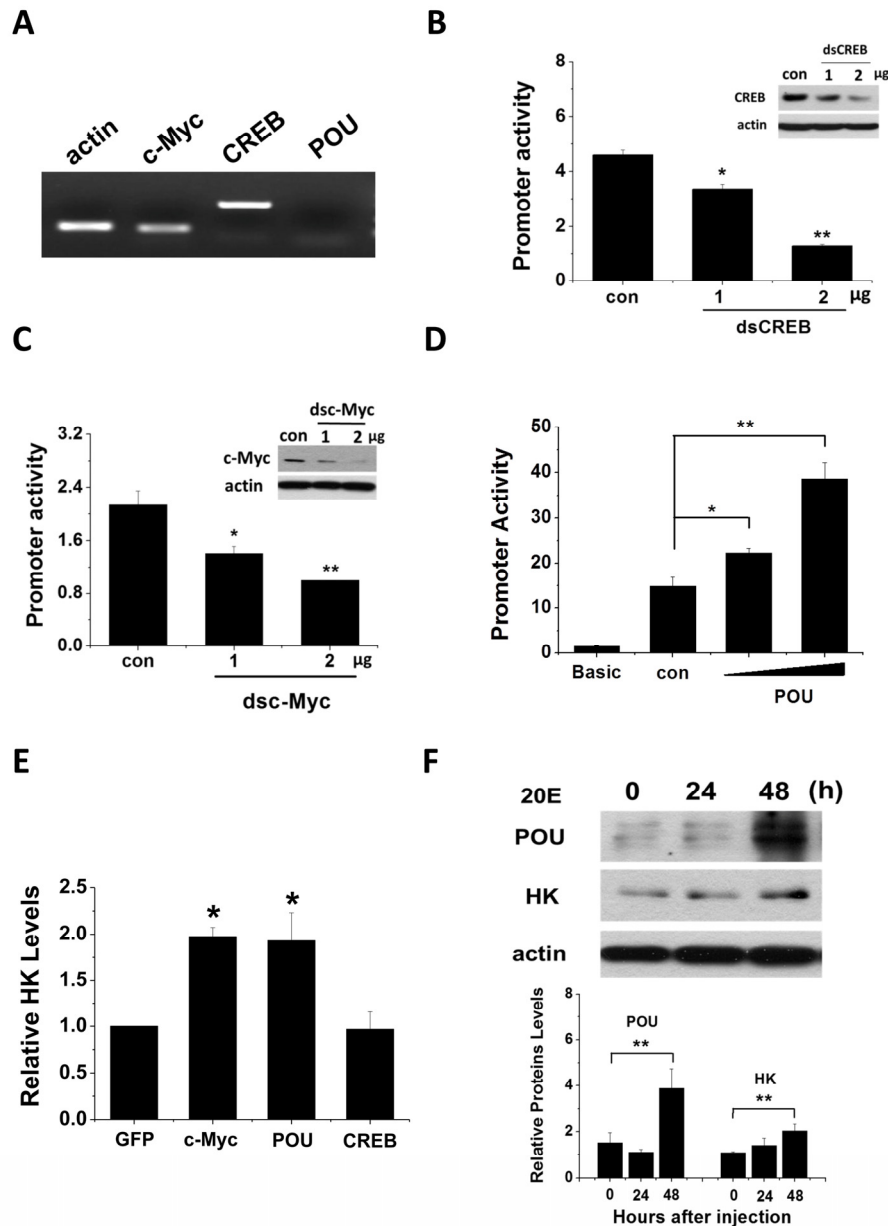 A
actin c-Myc CREB POU
B
dsCREB
con 1 2 µg
CREB
actin
Promoter activity
8
6
4
2
0
*
**
con 1 2 µg
dsCREB
C
dsc-Myc
con 1 2 µg
c-Myc
actin
Promoter activity
3.2
2.4
1.6
0.8
0.0
*
**
con 1 2 µg
dsc-Myc
D
Promoter Activity
50
40
30
20
10
0
**
*
Basic con
POU
E
Relative HK Levels
2.5
2.0
1.5
1.0
0.5
0.0
* *
GFP c-Myc POU CREB
F
20E 0 24 48 (h)
POU
HK
actin
Relative Proteins Levels
8
6
4
2
0
POU
**
HK
**
0 24 48 0 24 48
Hours after injection